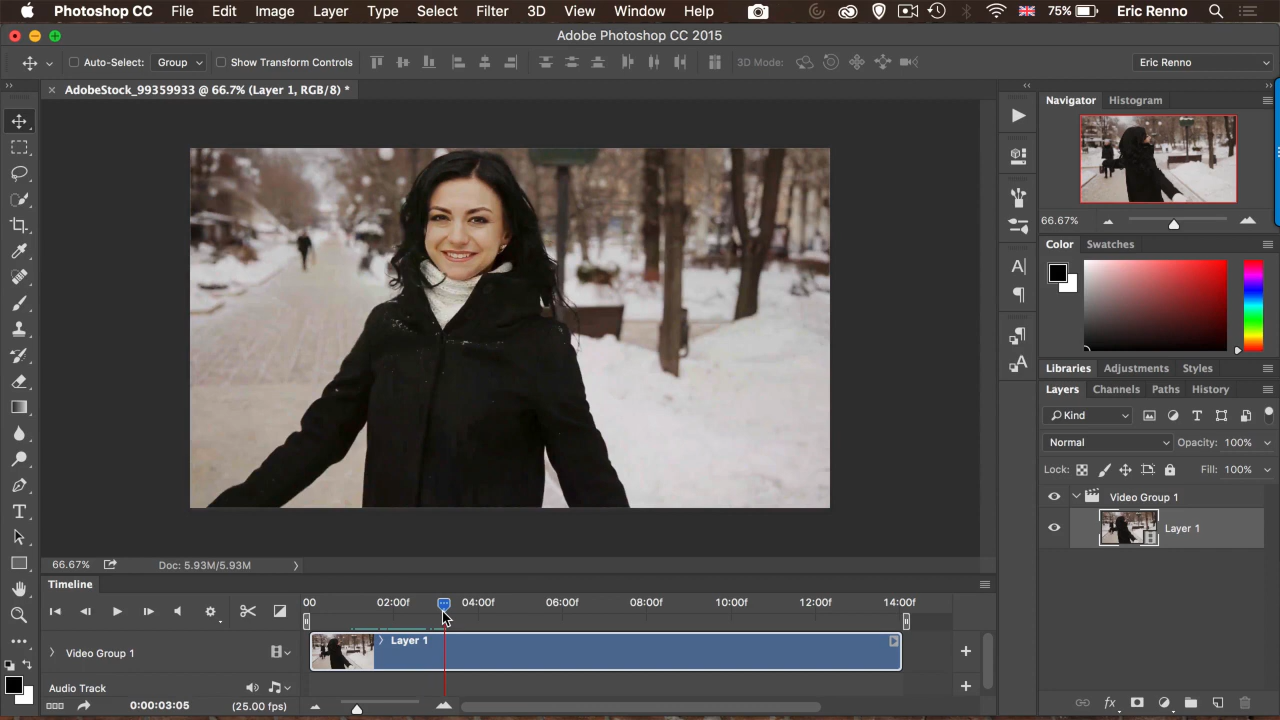 Photoshop CC File Edit Image Layer Type Select Filter 3D View Window Help 75% Eric Renno
Adobe Photoshop CC 2015
Auto-Select: Group Show Transform Controls 3D Mode: Eric Renno
AdobeStock_99359933 @ 66.7% (Layer 1, RGB/8) *
Navigator Histogram
66.67%
Color Swatches
Libraries Adjustments Styles
Layers Channels Paths History
Kind
Normal Opacity: 100%
Lock: Fill: 100%
Video Group 1
Layer 1
66.67% Doc: 5.93M/5.93M
Timeline
00 02:00f 04:00f 06:00f 08:00f 10:00f 12:00f 14:00f
Video Group 1 Layer 1
Audio Track
0:00:03:05 (25.00 fps)